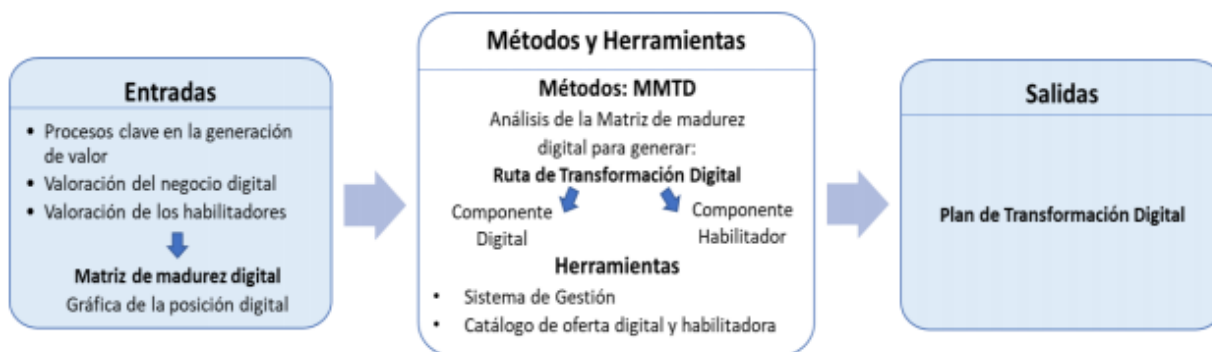 Entradas
• Procesos clave en la generación
de valor
• Valoración del negocio digital
• Valoración de los habilitadores
Matriz de madurez digital
Gráfica de la posición digital
Métodos y Herramientas
Métodos: MMTD
Análisis de la Matriz de madurez
digital para generar:
Ruta de Transformación Digital
Componente
Digital
Componente
Habilitador
Herramientas
• Sistema de Gestión
• Catálogo de oferta digital y habilitadora
Salidas
Plan de Transformación Digital